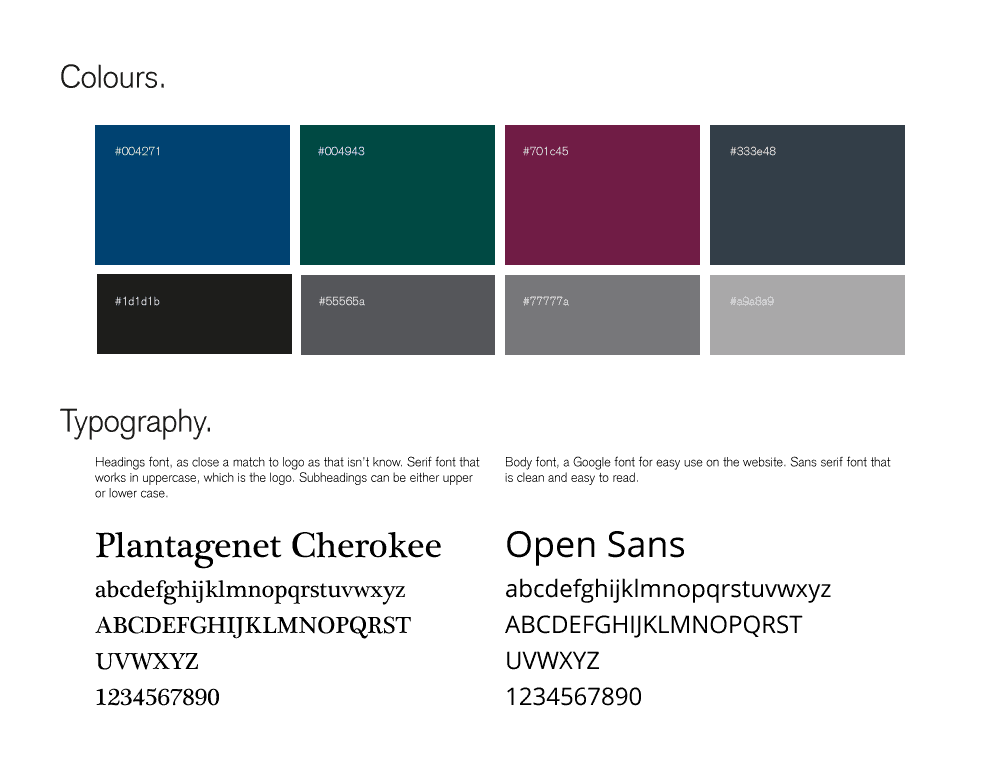 Colours.
#004271
#004943
#701c45
#333e48
#1d1d1b
#55565a
#77777a
#a9a8a9
Typography.
Headings font, as close a match to logo as that isn't know. Serif font that
works in uppercase, which is the logo. Subheadings can be either upper
or lower case.
Body font, a Google font for easy use on the website. Sans serif font that
is clean and easy to read.
Plantagenet Cherokee
abcdefghijklmnopqrstuvwxyz
ABCDEFGHIJKLMNOPQRST
UVWXYZ
1234567890
Open Sans
abcdefghijklmnopqrstuvwxyz
ABCDEFGHIJKLMNOPQRST
UVWXYZ
1234567890